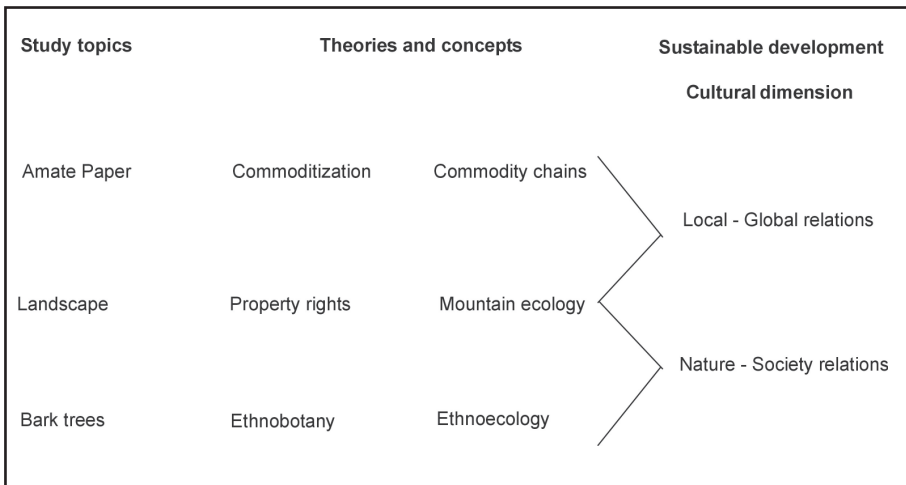 Study topics Theories and concepts Sustainable development
Cultural dimension
Amate Paper Commoditization Commodity chains
Local - Global relations
Landscape Property rights Mountain ecology
Nature - Society relations
Bark trees Ethnobotany Ethnoecology